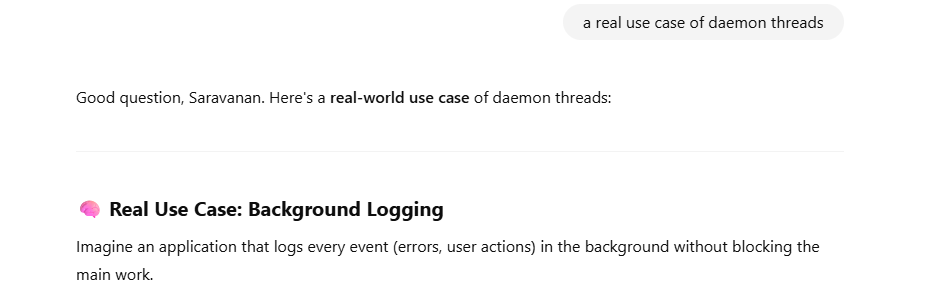 a real use case of daemon threads
Good question, Saravanan. Here's a real-world use case of daemon threads:
🧠 Real Use Case: Background Logging
Imagine an application that logs every event (errors, user actions) in the background without blocking the
main work.